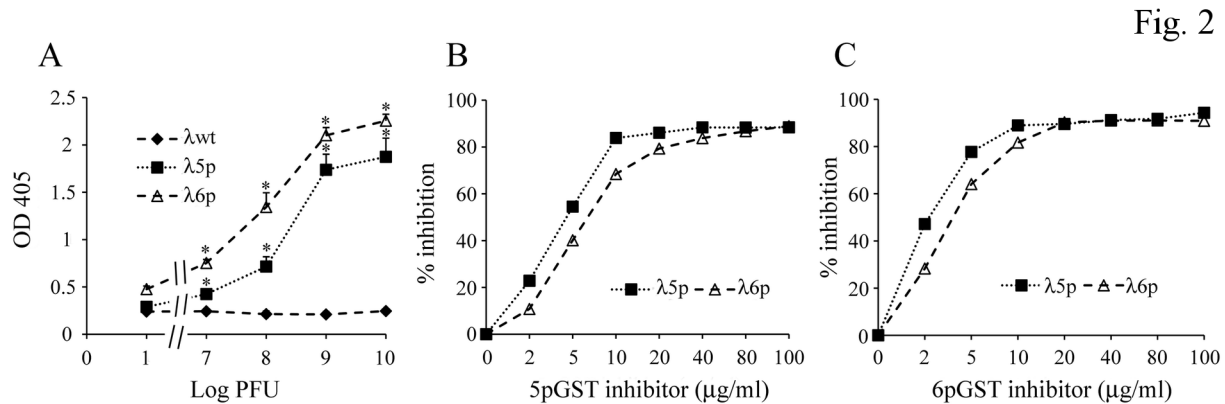 Fig. 2
A
2.5
2
1.5
1
0.5
0
OD 405
λwt
λ5p
λ6p
* * * * * * * *
0 1 7 8 9 10
Log PFU
B
100
80
60
40
20
0
% inhibition
λ5p λ6p
0 2 5 10 20 40 80 100
5pGST inhibitor (µg/ml)
C
100
80
60
40
20
0
% inhibition
λ5p λ6p
0 2 5 10 20 40 80 100
6pGST inhibitor (µg/ml)